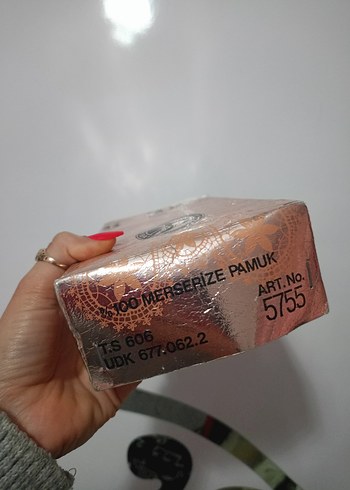 %100 MERSERİZE PAMUK
ART. No.
5755
T.S 606
UDK 677.062.2